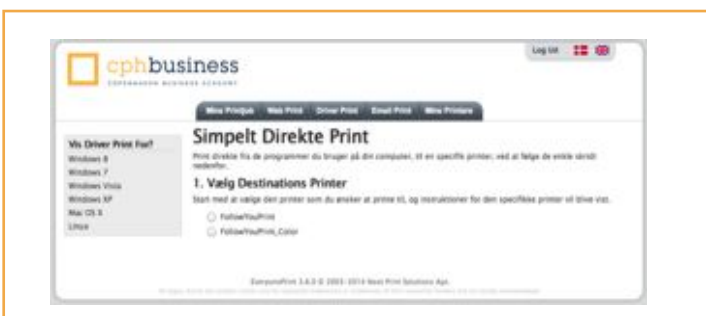 Log Ud
cphbusiness
COPENHAGEN BUSINESS ACADEMY
Mine Printjob Web Print Driver Print Email Print Mine Printere
Vis Driver Print For?
Windows 8
Windows 7
Windows Vista
Windows XP
Mac OS X
Linux
Simpelt Direkte Print
Print direkte fra de programmer du bruger på din computer, til en specifik printer, ved at følge de enkle skridt
nedenfor.
1. Vælg Destinations Printer
Start med at vælge den printer som du ønsker at printe til, og instruktioner for den specifikke printer vil blive vist.
FollowYouPrint
FollowYouPrint_Color
EveryonePrint 3.6.0 © 2005-2014 Next Print Solutions Aps.